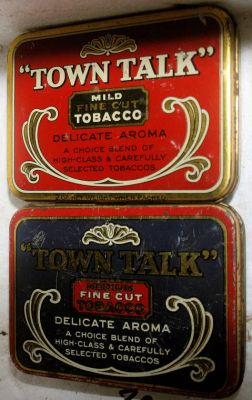 "TOWN TALK"
MILD
FINE CUT
TOBACCO
DELICATE AROMA
A CHOICE BLEND OF
HIGH-CLASS & CAREFULLY
SELECTED TOBACCOS
"TOWN TALK"
MEDIUM
FINE CUT
TOBACCO
DELICATE AROMA
A CHOICE BLEND OF
HIGH-CLASS & CAREFULLY
SELECTED TOBACCOS